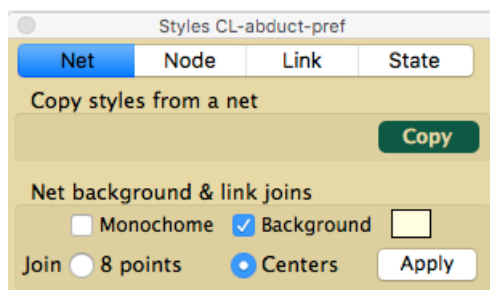 Styles CL-abduct-pref
Net Node Link State
Copy styles from a net
Copy
Net background & link joins
Monochome Background
Join 8 points Centers Apply